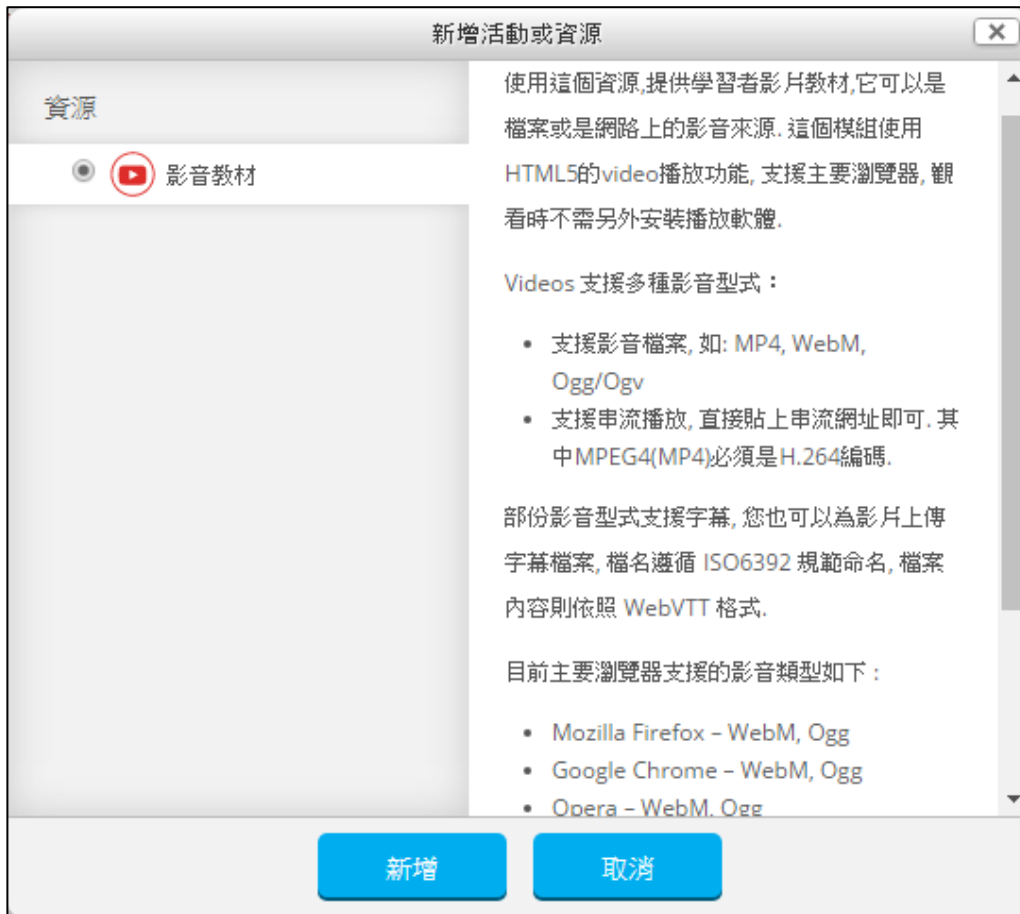 新增活動或資源
資源
影音教材
使用這個資源,提供學習者影片教材,它可以是
檔案或是網路上的影音來源. 這個模組使用
HTML5的video播放功能, 支援主要瀏覽器, 觀
看時不需另外安裝播放軟體.
Videos 支援多種影音型式：
• 支援影音檔案, 如: MP4, WebM,
Ogg/Ogv
• 支援串流播放, 直接貼上串流網址即可. 其
中MPEG4(MP4)必須是H.264編碼.
部份影音型式支援字幕, 您也可以為影片上傳
字幕檔案, 檔名遵循 ISO6392 規範命名, 檔案
內容則依照 WebVTT 格式.
目前主要瀏覽器支援的影音類型如下 :
• Mozilla Firefox – WebM, Ogg
• Google Chrome – WebM, Ogg
• Opera – WebM, Ogg
新增
取消